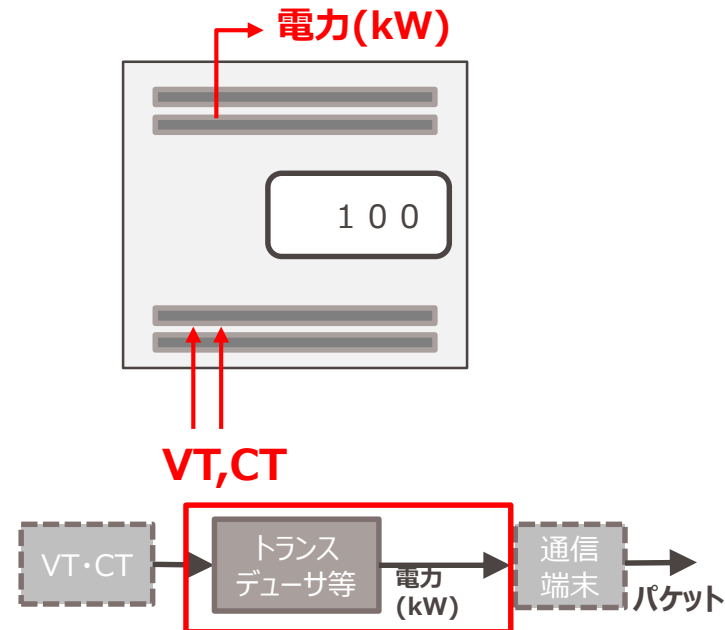 電力(kW)
１００
VT,CT
VT･CT
トランス
デューサ等
電力
(kW)
通信
端末
パケット